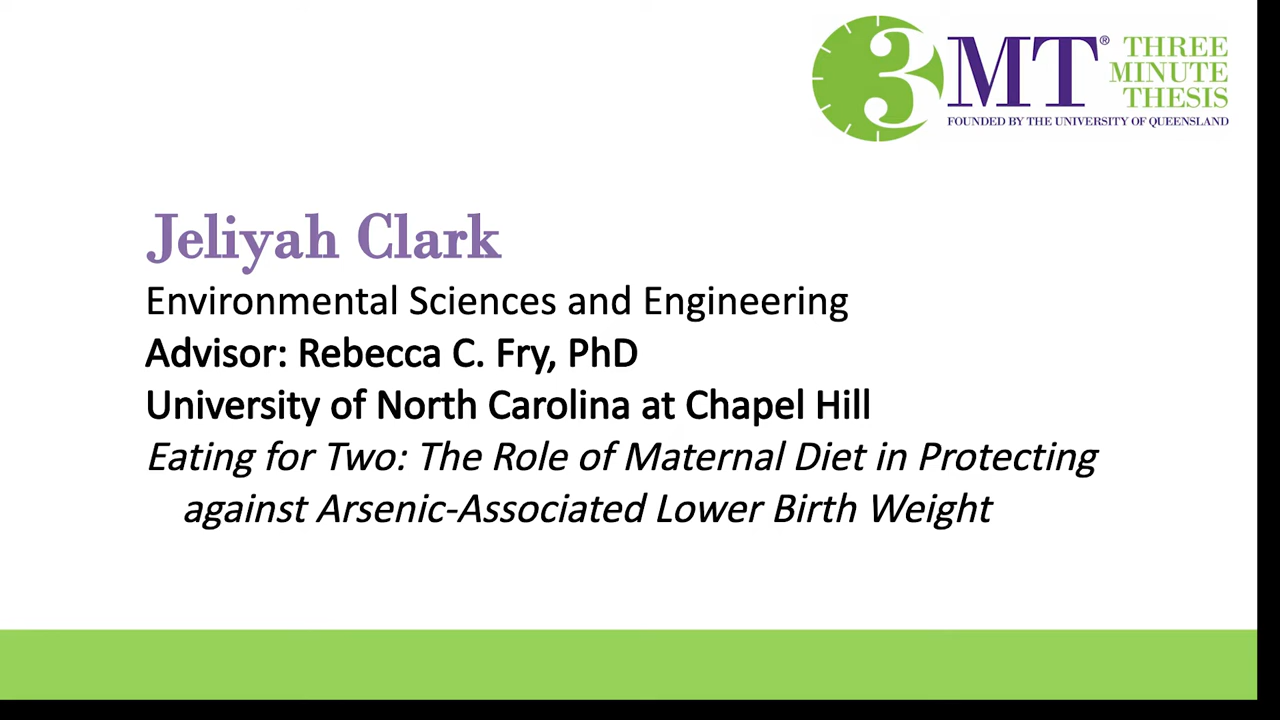 3MT® THREE
MINUTE
THESIS
FOUNDED BY THE UNIVERSITY OF QUEENSLAND
Jeliyah Clark
Environmental Sciences and Engineering
Advisor: Rebecca C. Fry, PhD
University of North Carolina at Chapel Hill
Eating for Two: The Role of Maternal Diet in Protecting
against Arsenic-Associated Lower Birth Weight